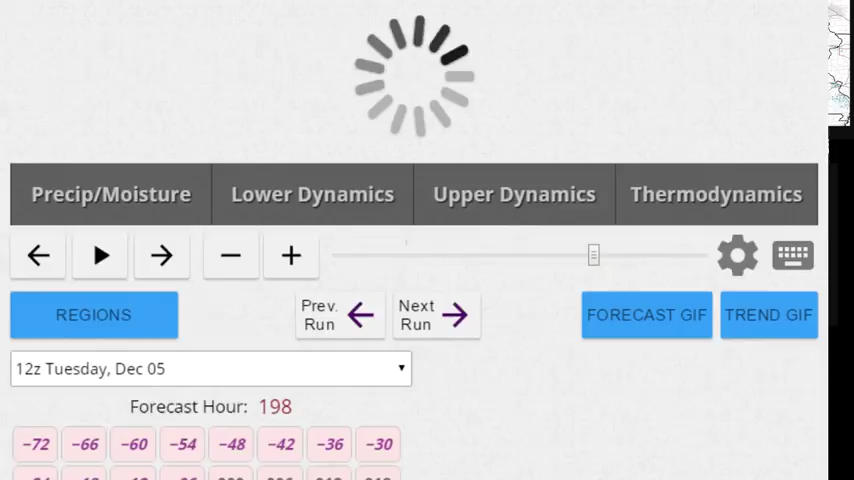 Precip/Moisture Lower Dynamics Upper Dynamics Thermodynamics
REGIONS Prev. Run Next Run FORECAST GIF TREND GIF
12z Tuesday, Dec 05
Forecast Hour: 198
-72 -66 -60 -54 -48 -42 -36 -30